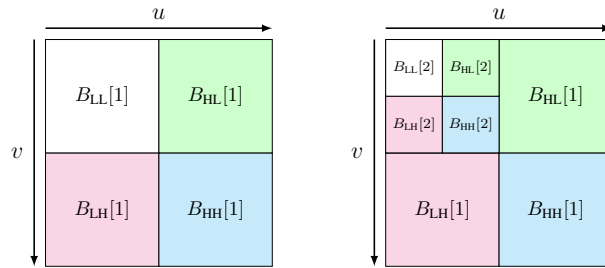 u u
v B_LL[1] B_HL[1] v B_LL[2] B_HL[2] B_HL[1]
B_LH[2] B_HH[2]
B_LH[1] B_HH[1] B_LH[1] B_HH[1]